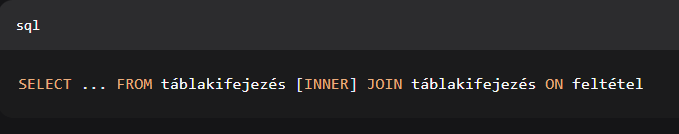 sql
SELECT ... FROM táblakifejezés [INNER] JOIN táblakifejezés ON feltétel